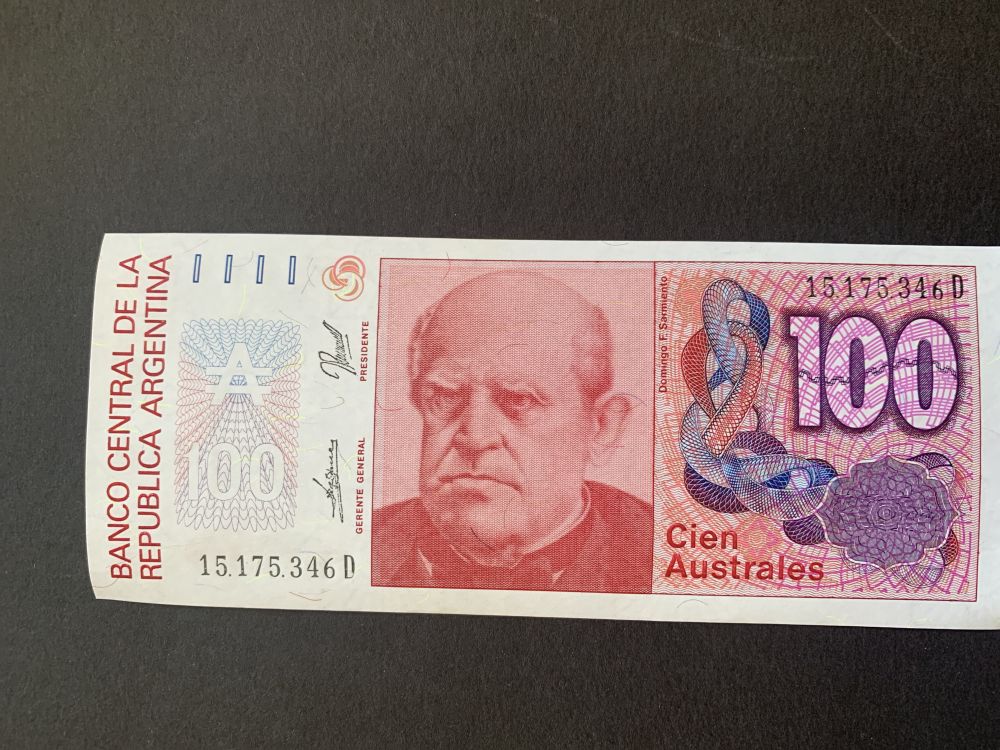 BANCO CENTRAL DE LA
REPUBLICA ARGENTINA
A
100
15.175.346 D
PRESIDENTE
GERENTE GENERAL
Domingo F. Sarmiento
15.175.346 D
100
Cien
Australes